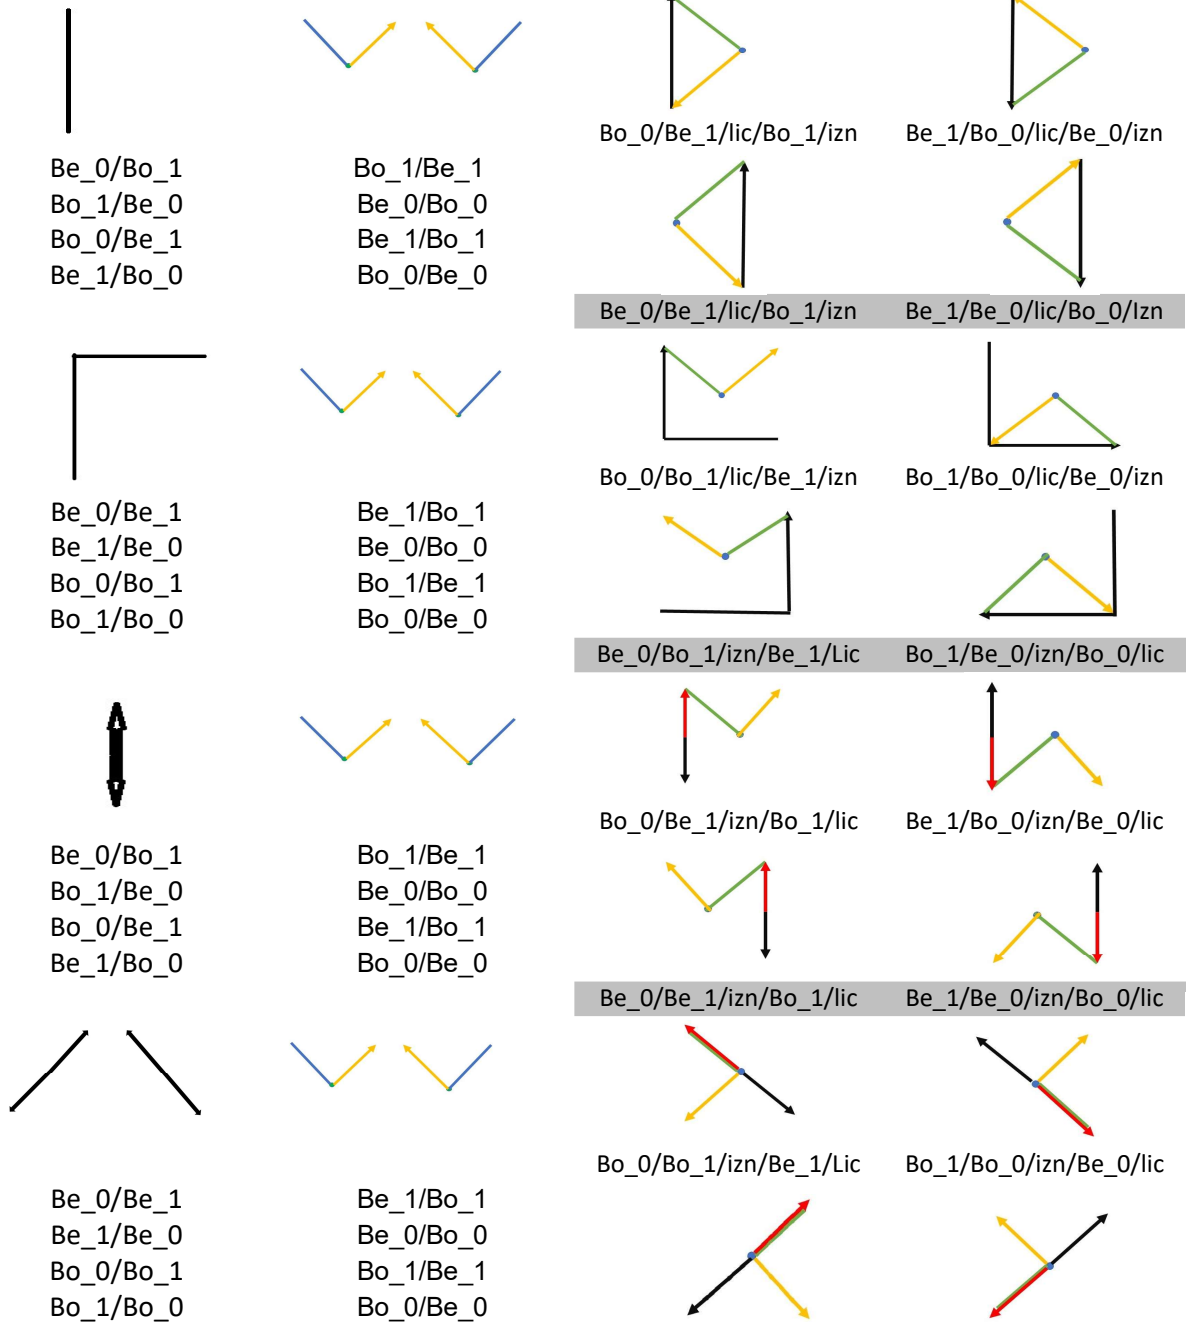 Bo_0/Be_1/lic/Bo_1/izn Be_1/Bo_0/lic/Be_0/izn
Be_0/Bo_1 Bo_1/Be_1
Bo_1/Be_0 Be_0/Bo_0
Bo_0/Be_1 Be_1/Bo_1
Be_1/Bo_0 Bo_0/Be_0
Be_0/Be_1/lic/Bo_1/izn Be_1/Be_0/lic/Bo_0/Izn
Bo_0/Bo_1/lic/Be_1/izn Bo_1/Bo_0/lic/Be_0/izn
Be_0/Be_1 Be_1/Bo_1
Be_1/Be_0 Be_0/Bo_0
Bo_0/Bo_1 Bo_1/Be_1
Bo_1/Bo_0 Bo_0/Be_0
Be_0/Bo_1/izn/Be_1/Lic Bo_1/Be_0/izn/Bo_0/lic
Bo_0/Be_1/izn/Bo_1/lic Be_1/Bo_0/izn/Be_0/lic
Be_0/Bo_1 Bo_1/Be_1
Bo_1/Be_0 Be_0/Bo_0
Bo_0/Be_1 Be_1/Bo_1
Be_1/Bo_0 Bo_0/Be_0
Be_0/Be_1/izn/Bo_1/lic Be_1/Be_0/izn/Bo_0/lic
Bo_0/Bo_1/izn/Be_1/Lic Bo_1/Bo_0/izn/Be_0/lic
Be_0/Be_1 Be_1/Bo_1
Be_1/Be_0 Be_0/Bo_0
Bo_0/Bo_1 Bo_1/Be_1
Bo_1/Bo_0 Bo_0/Be_0